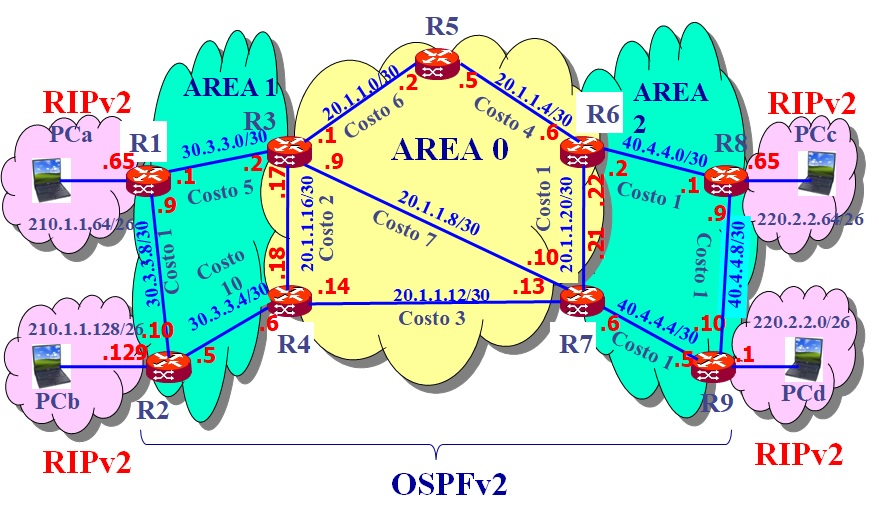 R5
AREA 1
RIPv2
AREA
2
RIPv2
20.1.1.0/30
.2
.5
20.1.1.4/30
PCa
R1
R3
Costo 6
Costo 4
R6
R8
PCc
30.3.3.0/30
.1
.6
40.4.4.0/30
.65
.1
.2
.9
AREA 0
.2
.1
.65
Costo 5
.17
Costo 1
210.1.1.64/26
.9
20.1.1.8/30
.22
.9
220.2.2.64/26
30.3.3.8/30
Costo 1
20.1.1.16/30
Costo 2
Costo 7
Costo 1
20.1.1.20/30
Costo 1
40.4.4.8/30
Costo
10
.18
.10
.21
30.3.3.4/30
.14
20.1.1.12/30
.13
210.1.1.128/26
.10
.6
Costo 3
.6
40.4.4.4/30
.10
220.2.2.0/26
.129
.5
R4
R7
Costo 1
.5
.1
PCb
R2
R9
PCd
RIPv2
RIPv2
OSPFv2